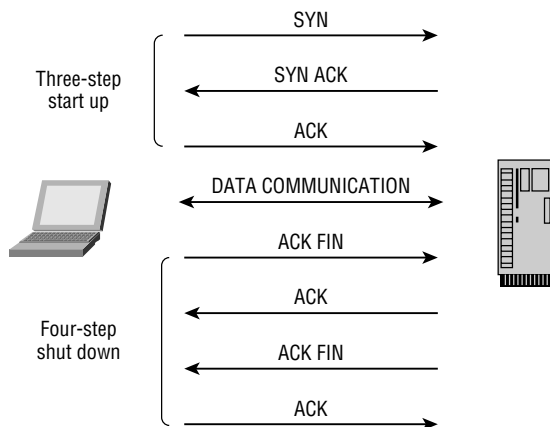 SYN
Three-step
start up
SYN ACK
ACK
DATA COMMUNICATION
ACK FIN
ACK
Four-step
shut down
ACK FIN
ACK